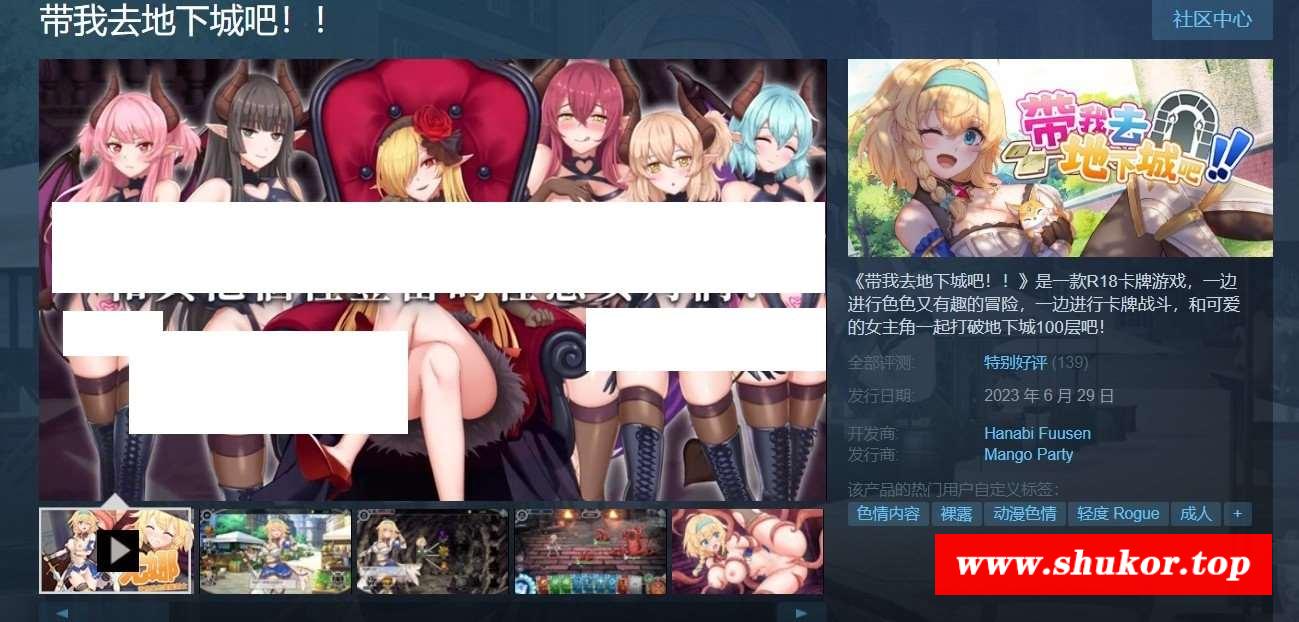 带我去地下城吧！！
社区中心
帶我去
地下城吧!!
《带我去地下城吧！！》是一款R18卡牌游戏，一边
进行色色又有趣的冒险，一边进行卡牌战斗，和可爱
的女主角一起打破地下城100层吧！
全部评测:
特别好评 (139)
发行日期:
2023 年 6 月 29 日
开发商:
Hanabi Fuusen
发行商:
Mango Party
该产品的热门用户自定义标签:
色情内容
裸露
动漫色情
轻度 Rogue
成人
+
www.shukor.top